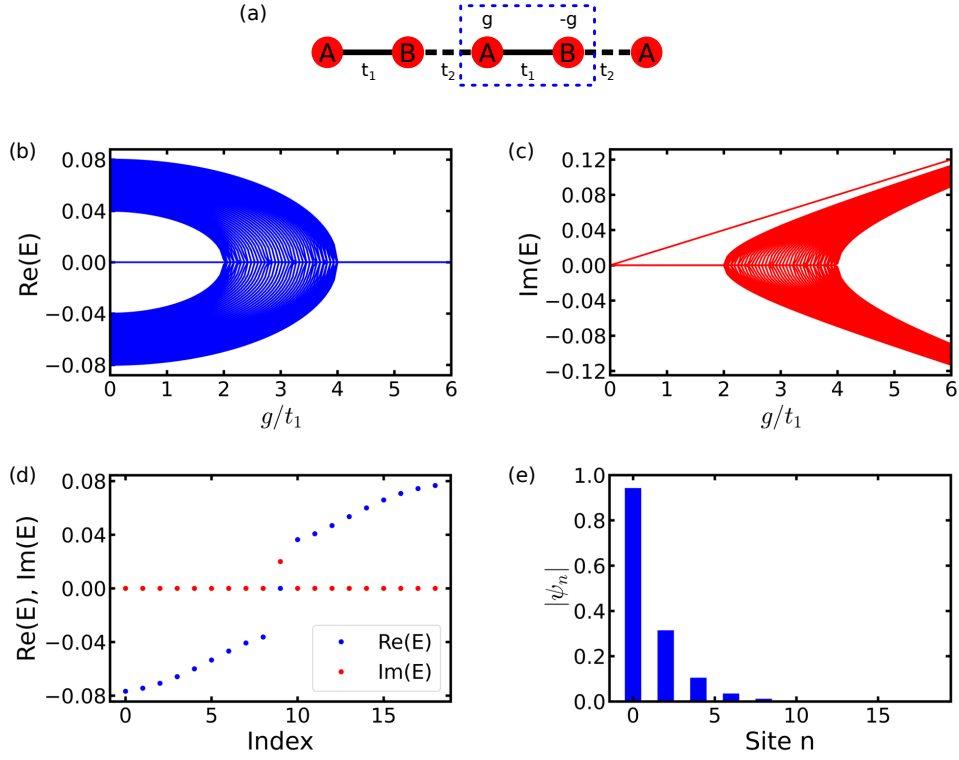 (a)
g -g
A B A B A
t1 t2 t1 t2
(b)
Re(E)
0.08
0.04
0.00
−0.04
−0.08
0 1 2 3 4 5 6
g/t1
(c)
Im(E)
0.12
0.08
0.04
0.00
−0.04
−0.08
−0.12
0 1 2 3 4 5 6
g/t1
(d)
Re(E), Im(E)
0.08
0.04
0.00
−0.04
−0.08
Re(E)
Im(E)
0 5 10 15
Index
(e)
|ψn|
1.0
0.8
0.6
0.4
0.2
0.0
0 5 10 15
Site n